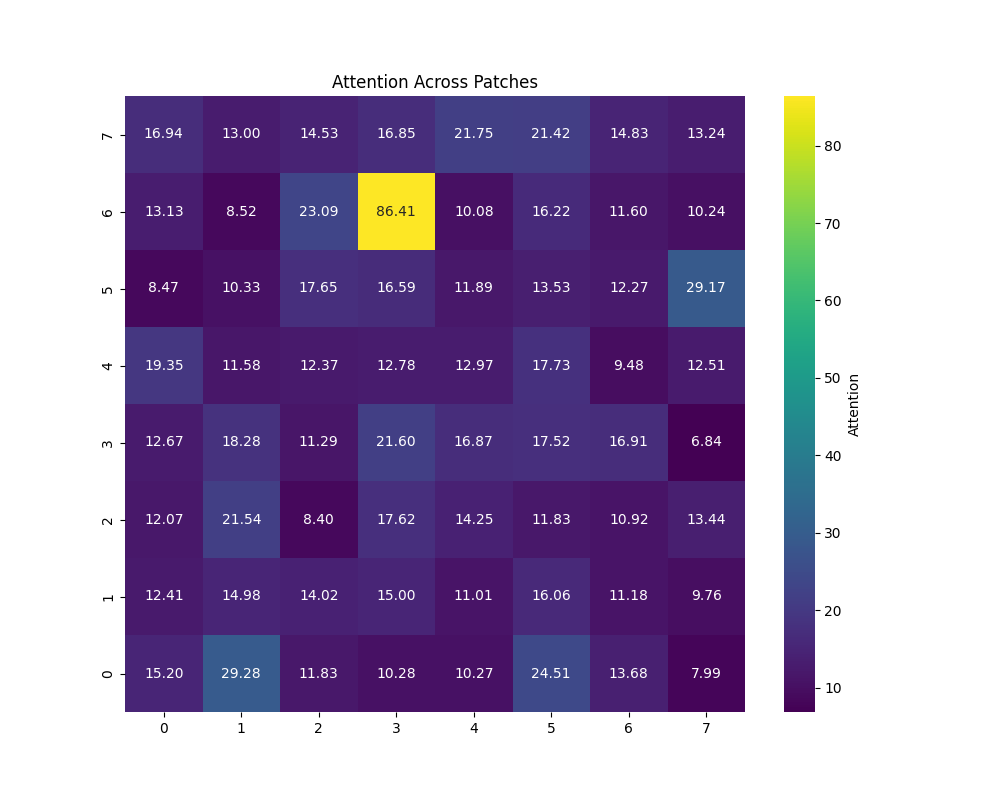 Attention Across Patches
7 16.94 13.00 14.53 16.85 21.75 21.42 14.83 13.24
6 13.13 8.52 23.09 86.41 10.08 16.22 11.60 10.24
5 8.47 10.33 17.65 16.59 11.89 13.53 12.27 29.17
4 19.35 11.58 12.37 12.78 12.97 17.73 9.48 12.51
3 12.67 18.28 11.29 21.60 16.87 17.52 16.91 6.84
2 12.07 21.54 8.40 17.62 14.25 11.83 10.92 13.44
1 12.41 14.98 14.02 15.00 11.01 16.06 11.18 9.76
0 15.20 29.28 11.83 10.28 10.27 24.51 13.68 7.99
0 1 2 3 4 5 6 7
80
70
60
50
40
30
20
10
Attention